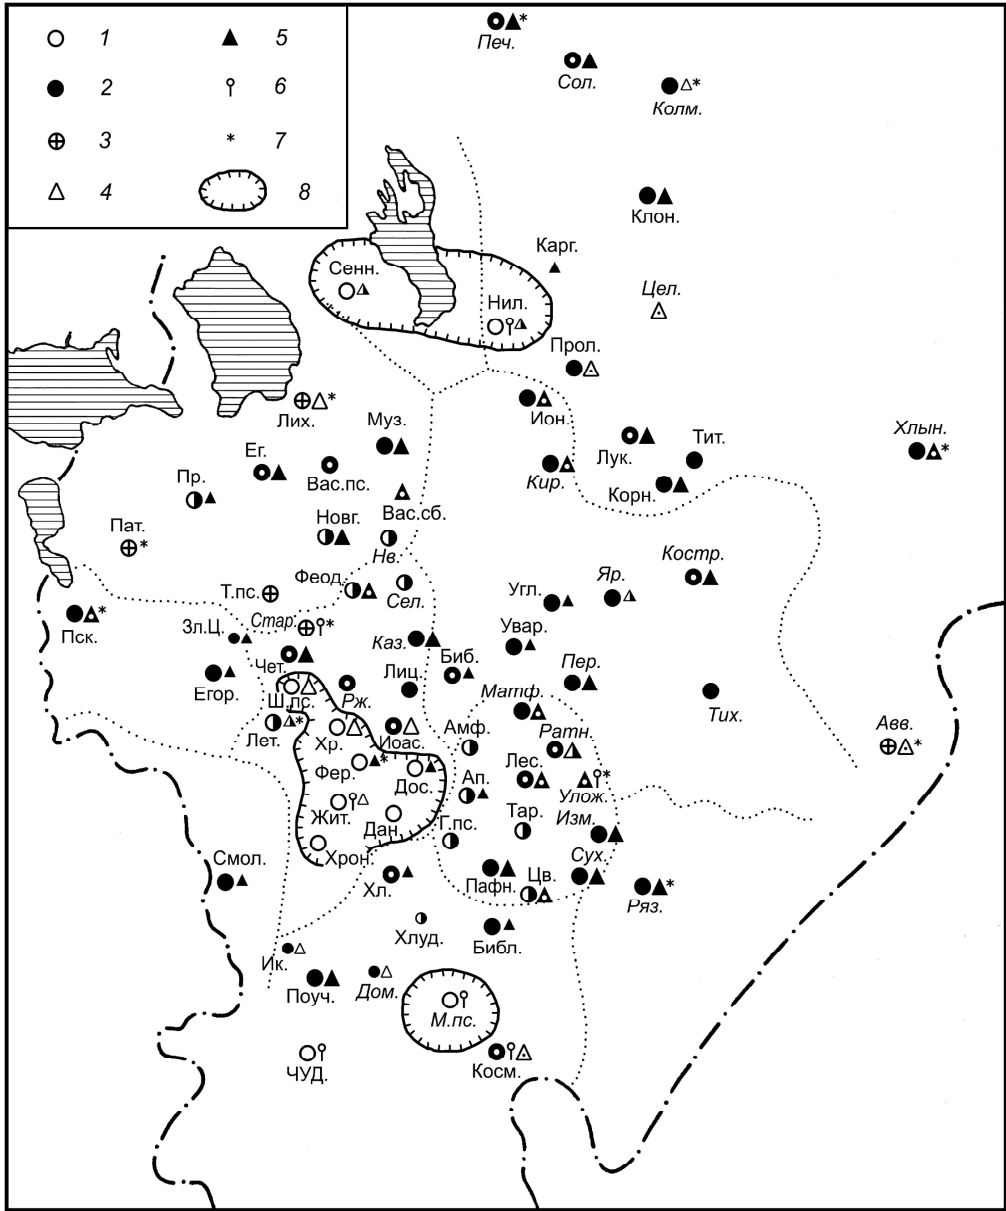 1 5
2 6
3 7
4 8
Печ.
Сол.
Колм.
Клон.
Карг.
Сенн.
Нил.
Цел.
Прол.
Лих.
Ион.
Муз.
Хлын.
Ег.
Лук.
Тит.
Вас.пс.
Пр.
Кир.
Корн.
Вас.сб.
Новг.
Пат.
Нв.
Костр.
Феод.
Т.пс.
Сел.
Угл.
Яр.
Стар.
Пск.
Зл.Ц.
Каз.
Увар.
Чет.
Биб.
Пер.
Егор.
Лиц.
Ш.пс.
Рж.
Матф.
Тих.
Лет.
Хр.
Иоас.
Амф.
Ратн.
Авв.
Фер.
Лес.
Дос.
Ап.
Улож.
Жит.
Изм.
Дан.
Тар.
Г.пс.
Хрон.
Сух.
Смол.
Цв.
Хл.
Пафн.
Ряз.
Хлуд.
Библ.
Ик.
Поуч.
Дом.
М.пс.
ЧУД.
Косм.